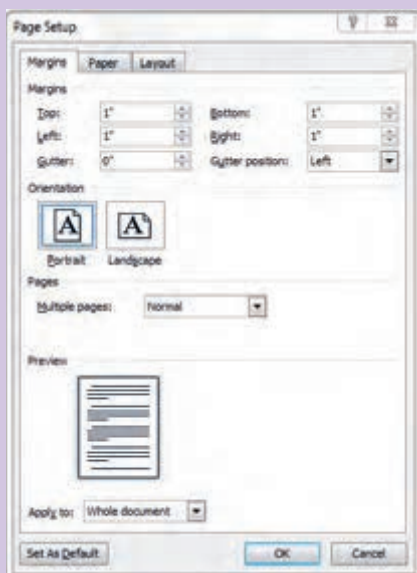 Page Setup
Margins Paper Layout
Margins
Top: 1" Bottom: 1"
Left: 1" Right: 1"
Gutter: 0" Gutter position: Left
Orientation
A A
Portrait Landscape
Pages
Multiple pages: Normal
Preview
Apply to: Whole document
Set As Default OK Cancel